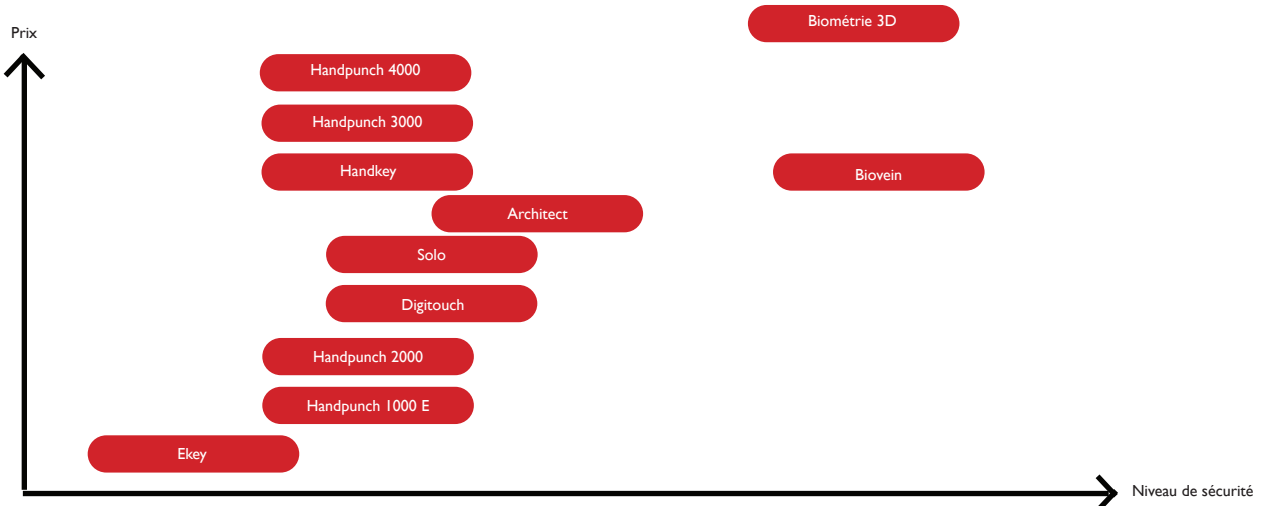 Biométrie 3D
Prix
Handpunch 4000
Handpunch 3000
Handkey
Biovein
Architect
Solo
Digitouch
Handpunch 2000
Handpunch 1000 E
Ekey
Niveau de sécurité